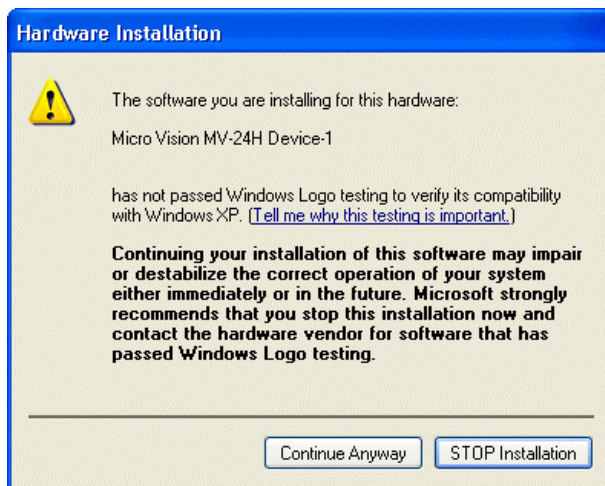 Hardware Installation
The software you are installing for this hardware:
Micro Vision MV-24H Device-1
has not passed Windows Logo testing to verify its compatibility
with Windows XP. (Tell me why this testing is important.)
Continuing your installation of this software may impair
or destabilize the correct operation of your system
either immediately or in the future. Microsoft strongly
recommends that you stop this installation now and
contact the hardware vendor for software that has
passed Windows Logo testing.
Continue Anyway
STOP Installation